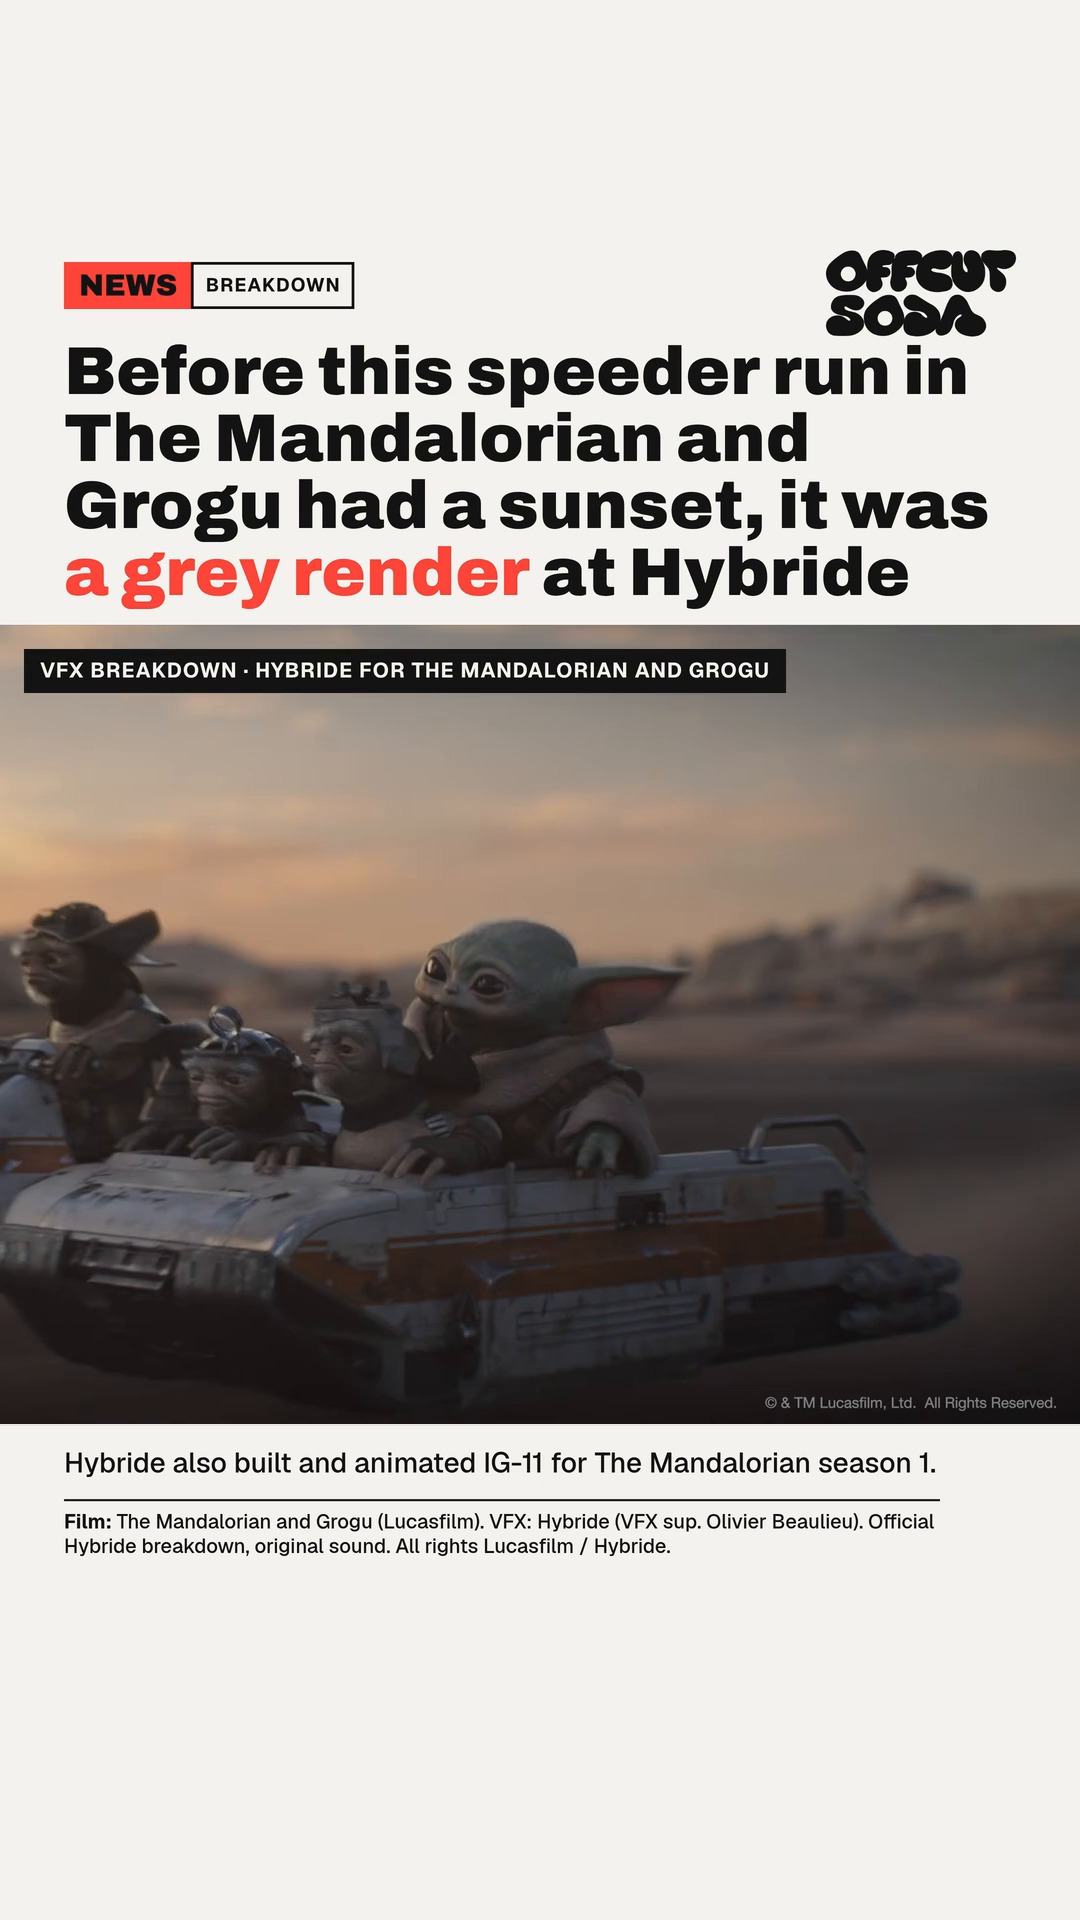 NEWS BREAKDOWN
OFFCUT
SODA
Before this speeder run in
The Mandalorian and
Grogu had a sunset, it was
a grey render at Hybride
VFX BREAKDOWN · HYBRIDE FOR THE MANDALORIAN AND GROGU
© & TM Lucasfilm, Ltd. All Rights Reserved.
Hybride also built and animated IG-11 for The Mandalorian season 1.
Film: The Mandalorian and Grogu (Lucasfilm). VFX: Hybride (VFX sup. Olivier Beaulieu). Official
Hybride breakdown, original sound. All rights Lucasfilm / Hybride.